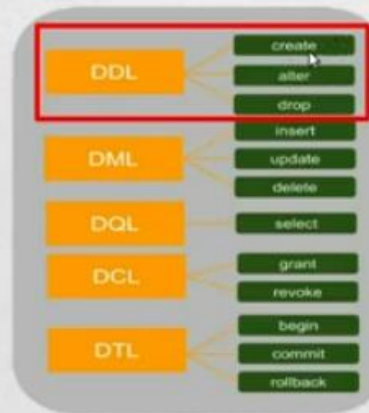 DDL
create
alter
drop
DML
insert
update
delete
DQL
select
DCL
grant
revoke
DTL
begin
commit
rollback